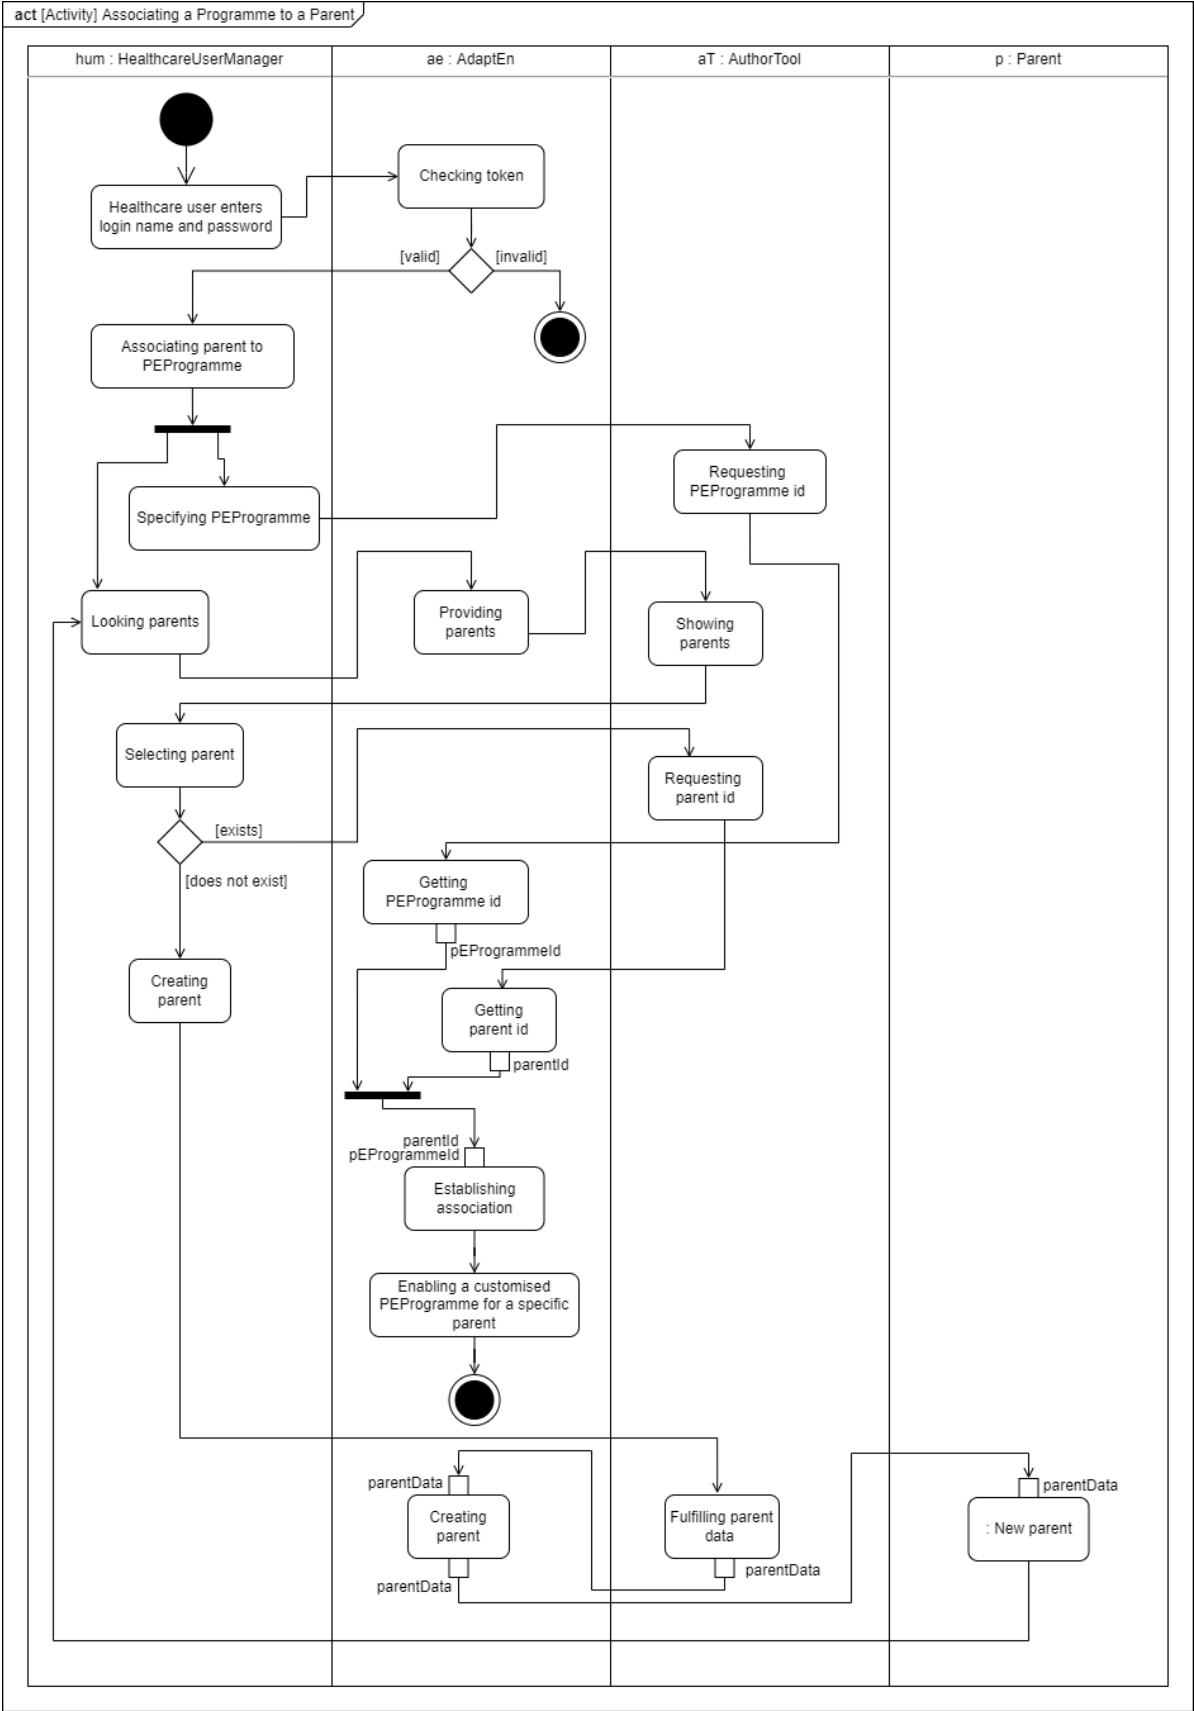 act [Activity] Associating a Programme to a Parent
hum : HealthcareUserManager
ae : AdaptEn
aT : AuthorTool
p : Parent
Healthcare user enters
login name and password
Checking token
[valid]
[invalid]
Associating parent to
PEProgramme
Requesting
PEProgramme id
Specifying PEProgramme
Looking parents
Providing
parents
Showing
parents
Selecting parent
Requesting
parent id
[exists]
[does not exist]
Getting
PEProgramme id
pEProgrammeId
Creating
parent
Getting
parent id
parentId
parentId
pEProgrammeId
Establishing
association
Enabling a customised
PEProgramme for a specific
parent
parentData
Creating
parent
parentData
Fulfilling parent
data
parentData
parentData
: New parent